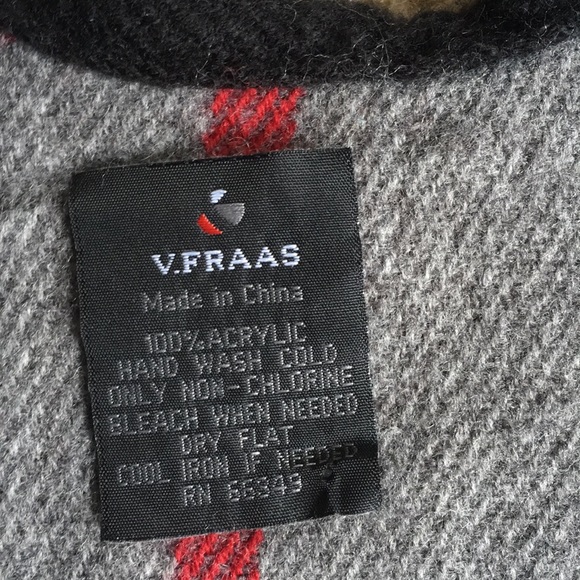 V.FRAAS
Made in China
100% ACRYLIC
HAND WASH COLD
ONLY NON-CHLORINE
BLEACH WHEN NEEDED
DRY FLAT
COOL IRON IF NEEDED
RN 66349